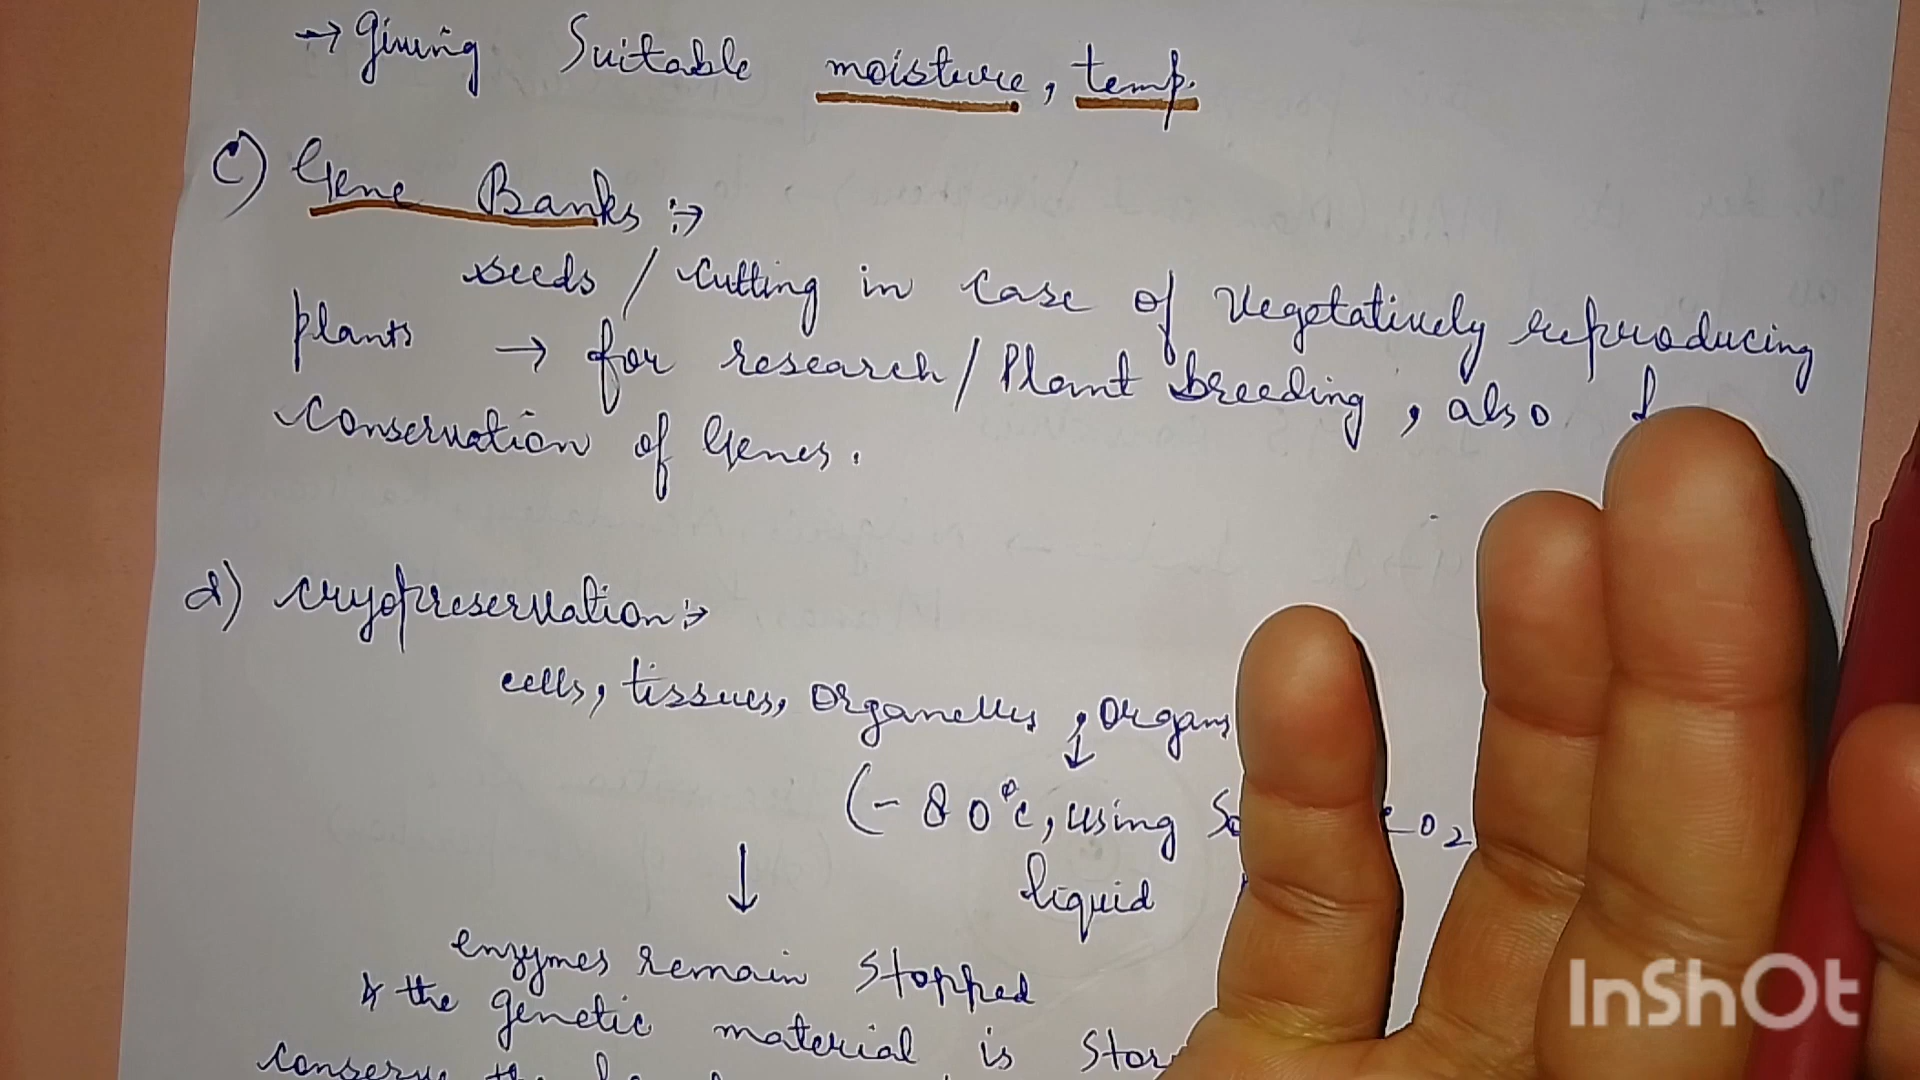 → Giving Suitable moisture, temp.
c) Gene Banks :→
seeds / cutting in case of vegetatively reproducing
plants → for research / Plant breeding, also
conservation of Genes.
d) cryopreservation :→
cells, tissues, organelles, organs
↓
(-80°C, using CO2
↓ liquid
enzymes remain stopped
& the genetic material is
the
InShOt